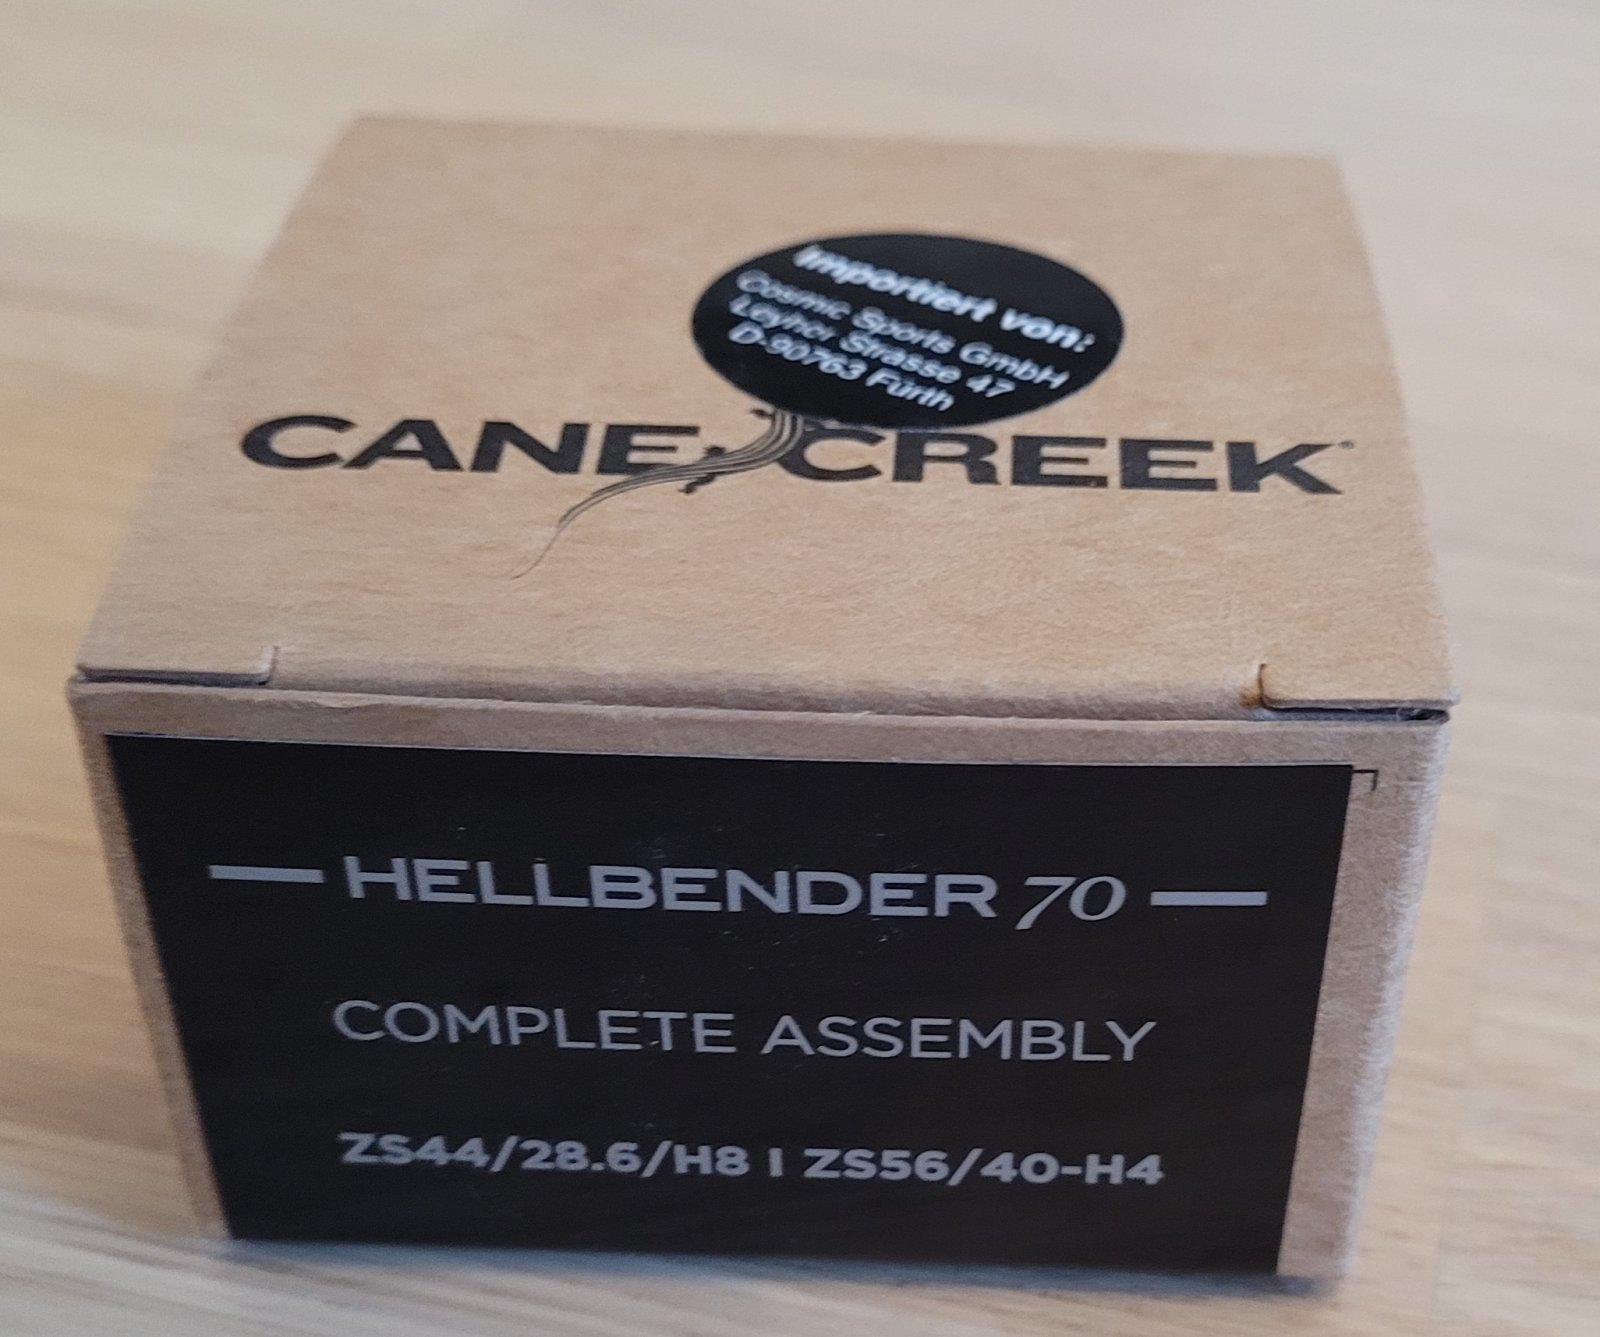 Importiert von:
Cosmic Sports GmbH
Leyher Strasse 47
D-90763 Fürth
CANE CREEK®
HELLBENDER 70
COMPLETE ASSEMBLY
ZS44/28.6/H8 | ZS56/40-H4